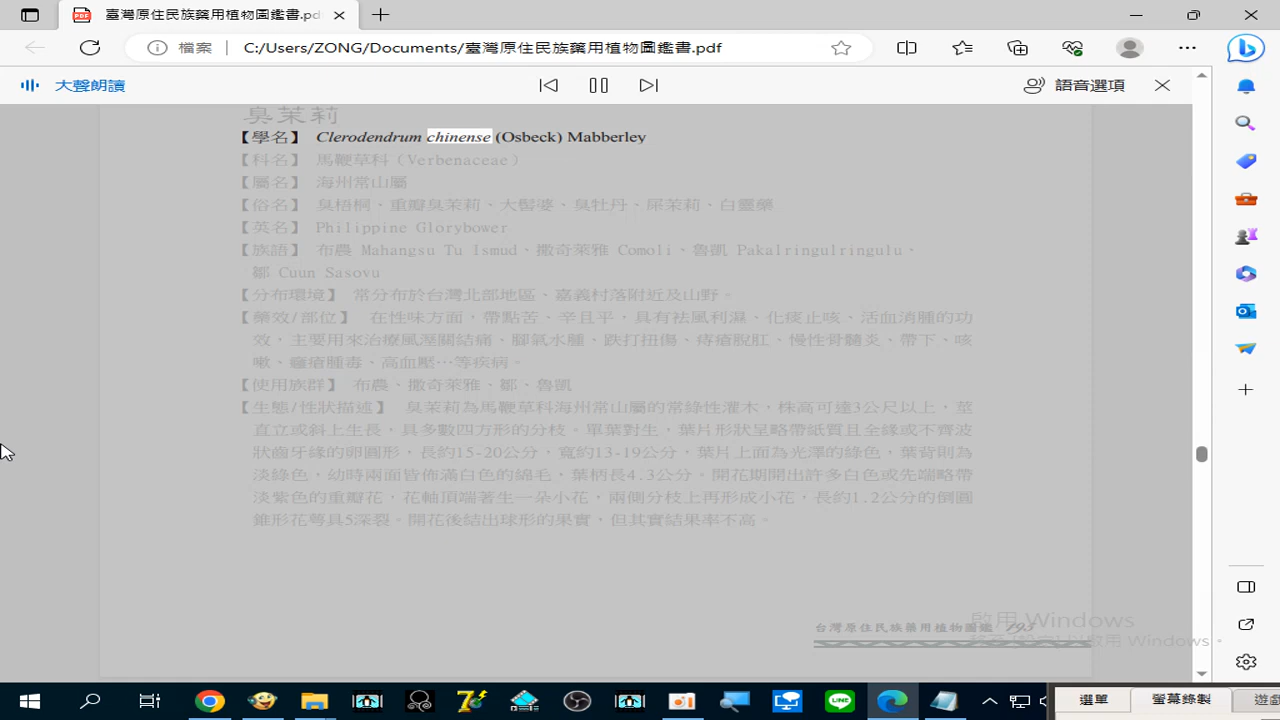 臺灣原住民族藥用植物圖鑑書.pd
檔案
C:/Users/ZONG/Documents/臺灣原住民族藥用植物圖鑑書.pdf
大聲朗讀
語音選項
臭茉莉
【學名】 Clerodendrum chinense (Osbeck) Mabberley
【科名】 馬鞭草科（Verbenaceae）
【屬名】 海州常山屬
【俗名】 臭梧桐、重瓣臭茉莉、大髻婆、臭牡丹、屎茉莉、白靈藥
【英名】 Philippine Glorybower
【族語】 布農 Mahangsu Tu Ismud、撒奇萊雅 Comoli、魯凱 Pakalringulringulu、
鄒 Cuun Sasovu
【分布環境】 常分布於台灣北部地區、嘉義村落附近及山野。
【藥效/部位】 在性味方面，帶點苦、辛且平，具有袪風利濕、化痰止咳、活血消腫的功
效，主要用來治療風溼關結痛、腳氣水腫、跌打扭傷、痔瘡脫肛、慢性骨髓炎、帶下、咳
嗽、癰瘡腫毒、高血壓…等疾病。
【使用族群】 布農、撒奇萊雅、鄒、魯凱
【生態/性狀描述】 臭茉莉為馬鞭草科海州常山屬的常綠性灌木，株高可達3公尺以上，莖
直立或斜上生長，具多數四方形的分枝。單葉對生，葉片形狀呈略帶紙質且全緣或不齊波
狀齒牙緣的卵圓形，長約15-20公分，寬約13-19公分，葉片上面為光澤的綠色，葉背則為
淡綠色，幼時兩面皆佈滿白色的綿毛，葉柄長4.3公分。開花期開出許多白色或先端略帶
淡紫色的重瓣花，花軸頂端著生一朵小花，兩側分枝上再形成小花，長約1.2公分的倒圓
錐形花萼具5深裂。開花後結出球形的果實，但其實結果率不高。
台灣原住民族藥用植物圖鑑 195
啟用 Windows
選單
螢幕錄製
遊戲